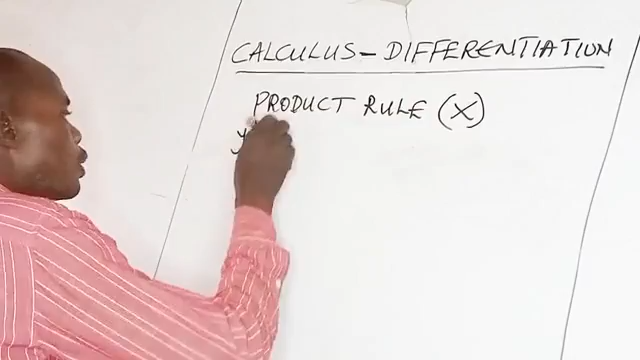 CALCULUS - DIFFERENTIATION
PRODUCT RULE (X)
y